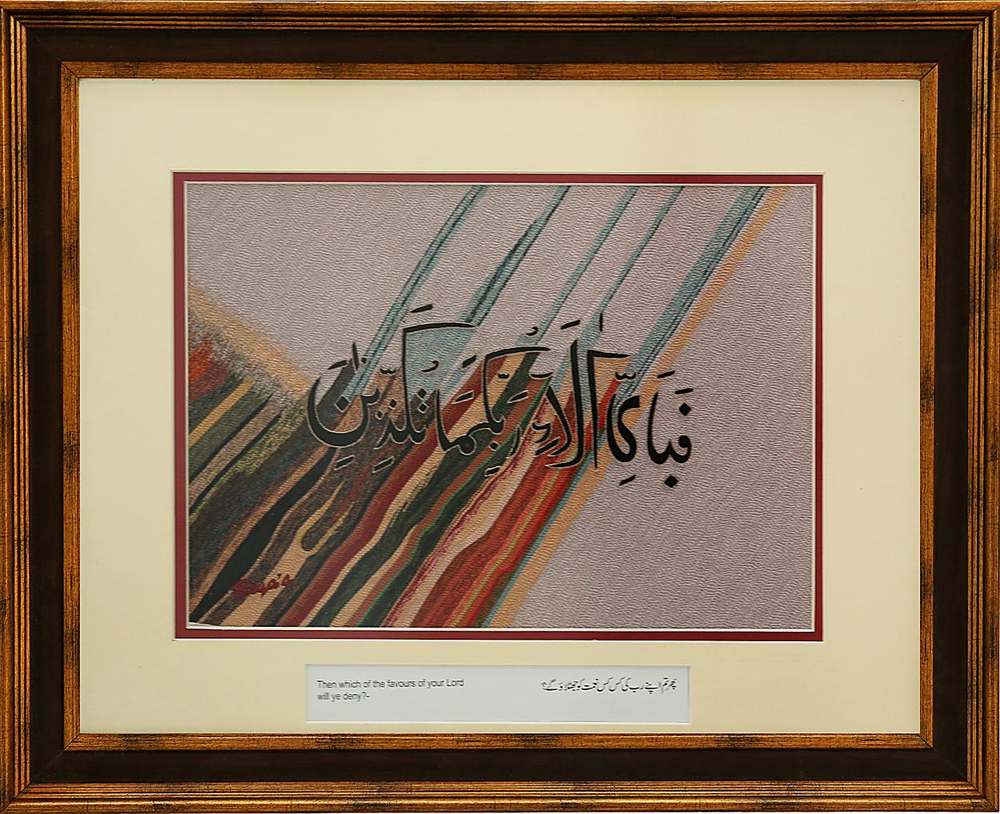 فَبِاَيِّ اٰلَآءِ رَبِّكُمَا تُكَذِّبٰنِ
Then which of the favours of your Lord
will ye deny?-
پھر تم اپنے رب کی کس کس نعمت کو جھٹلاؤ گے؟